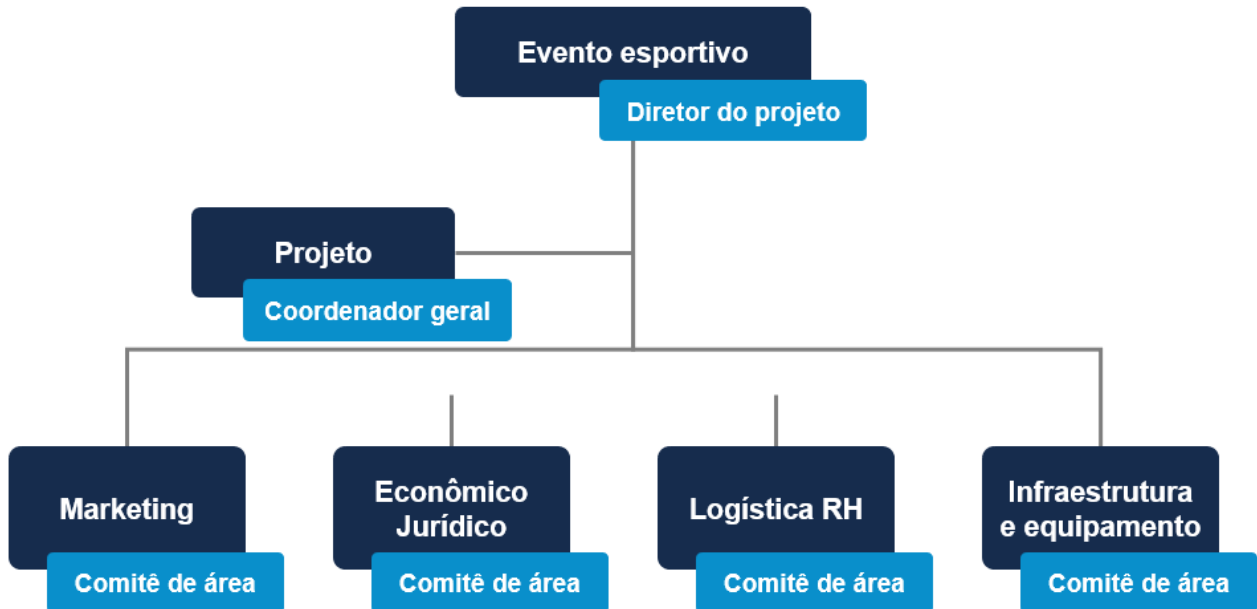 Evento esportivo
Diretor do projeto
Projeto
Coordenador geral
Marketing
Comitê de área
Econômico
Jurídico
Comitê de área
Logística RH
Comitê de área
Infraestrutura
e equipamento
Comitê de área